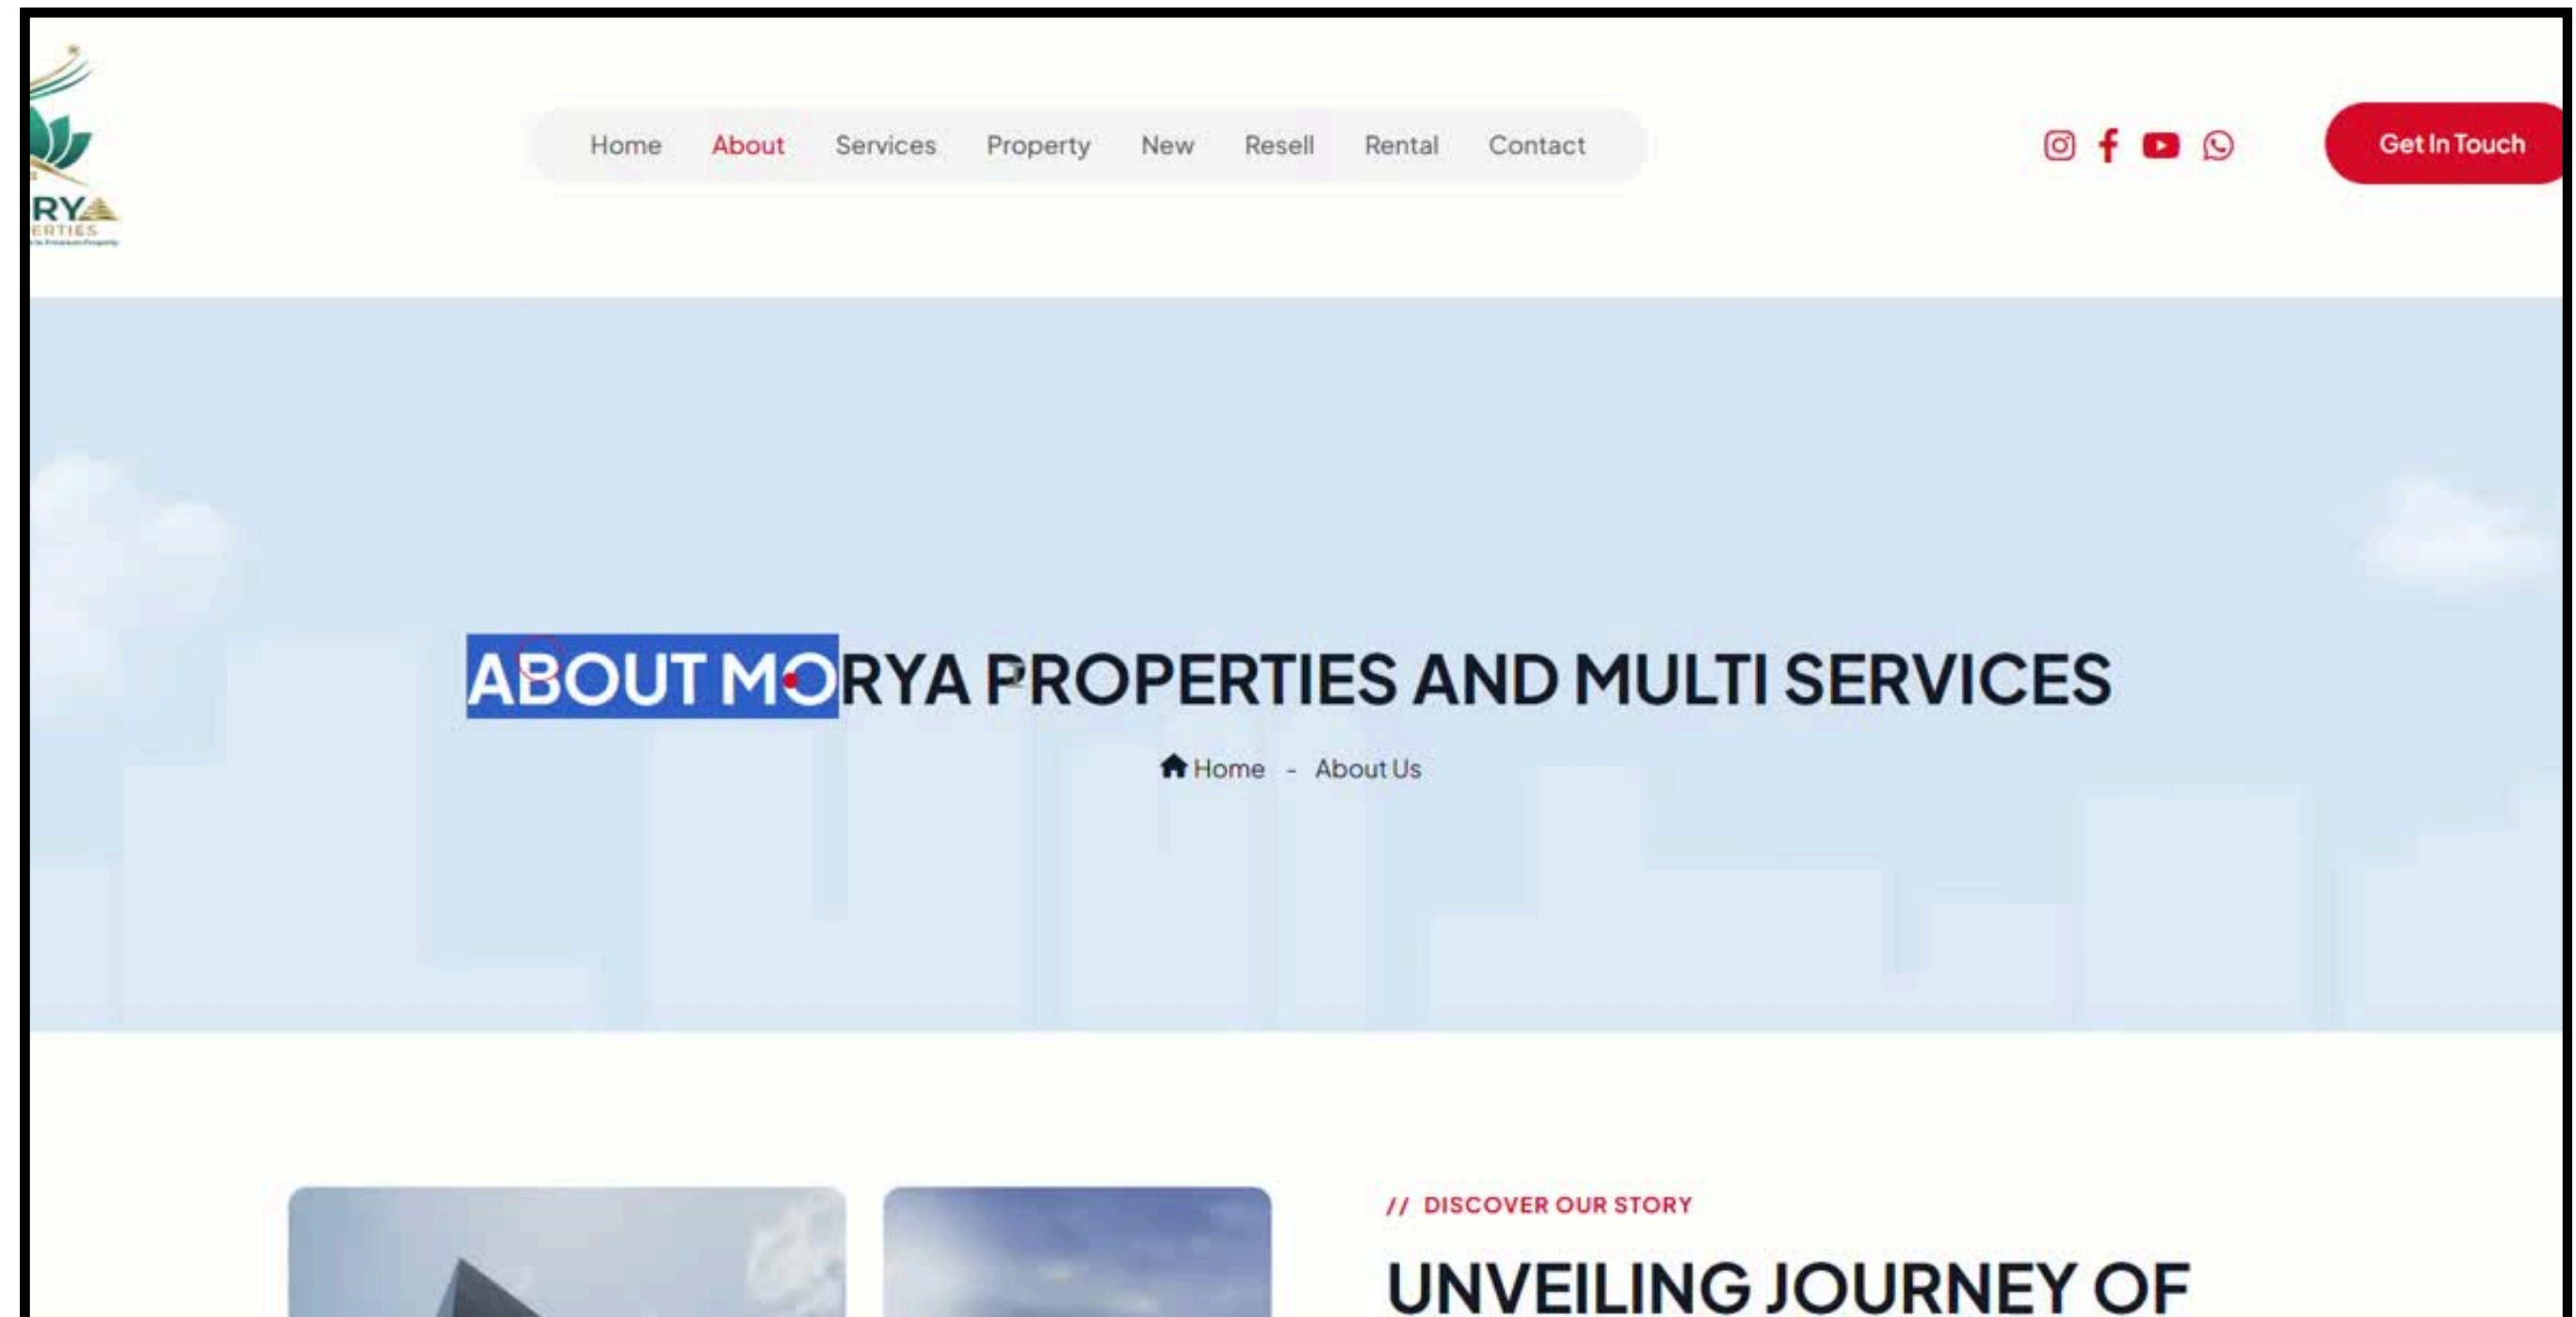 RYA
ERTIES
Home About Services Property New Resell Rental Contact
Get In Touch
ABOUT MORYA PROPERTIES AND MULTI SERVICES
Home - About Us
// DISCOVER OUR STORY
UNVEILING JOURNEY OF